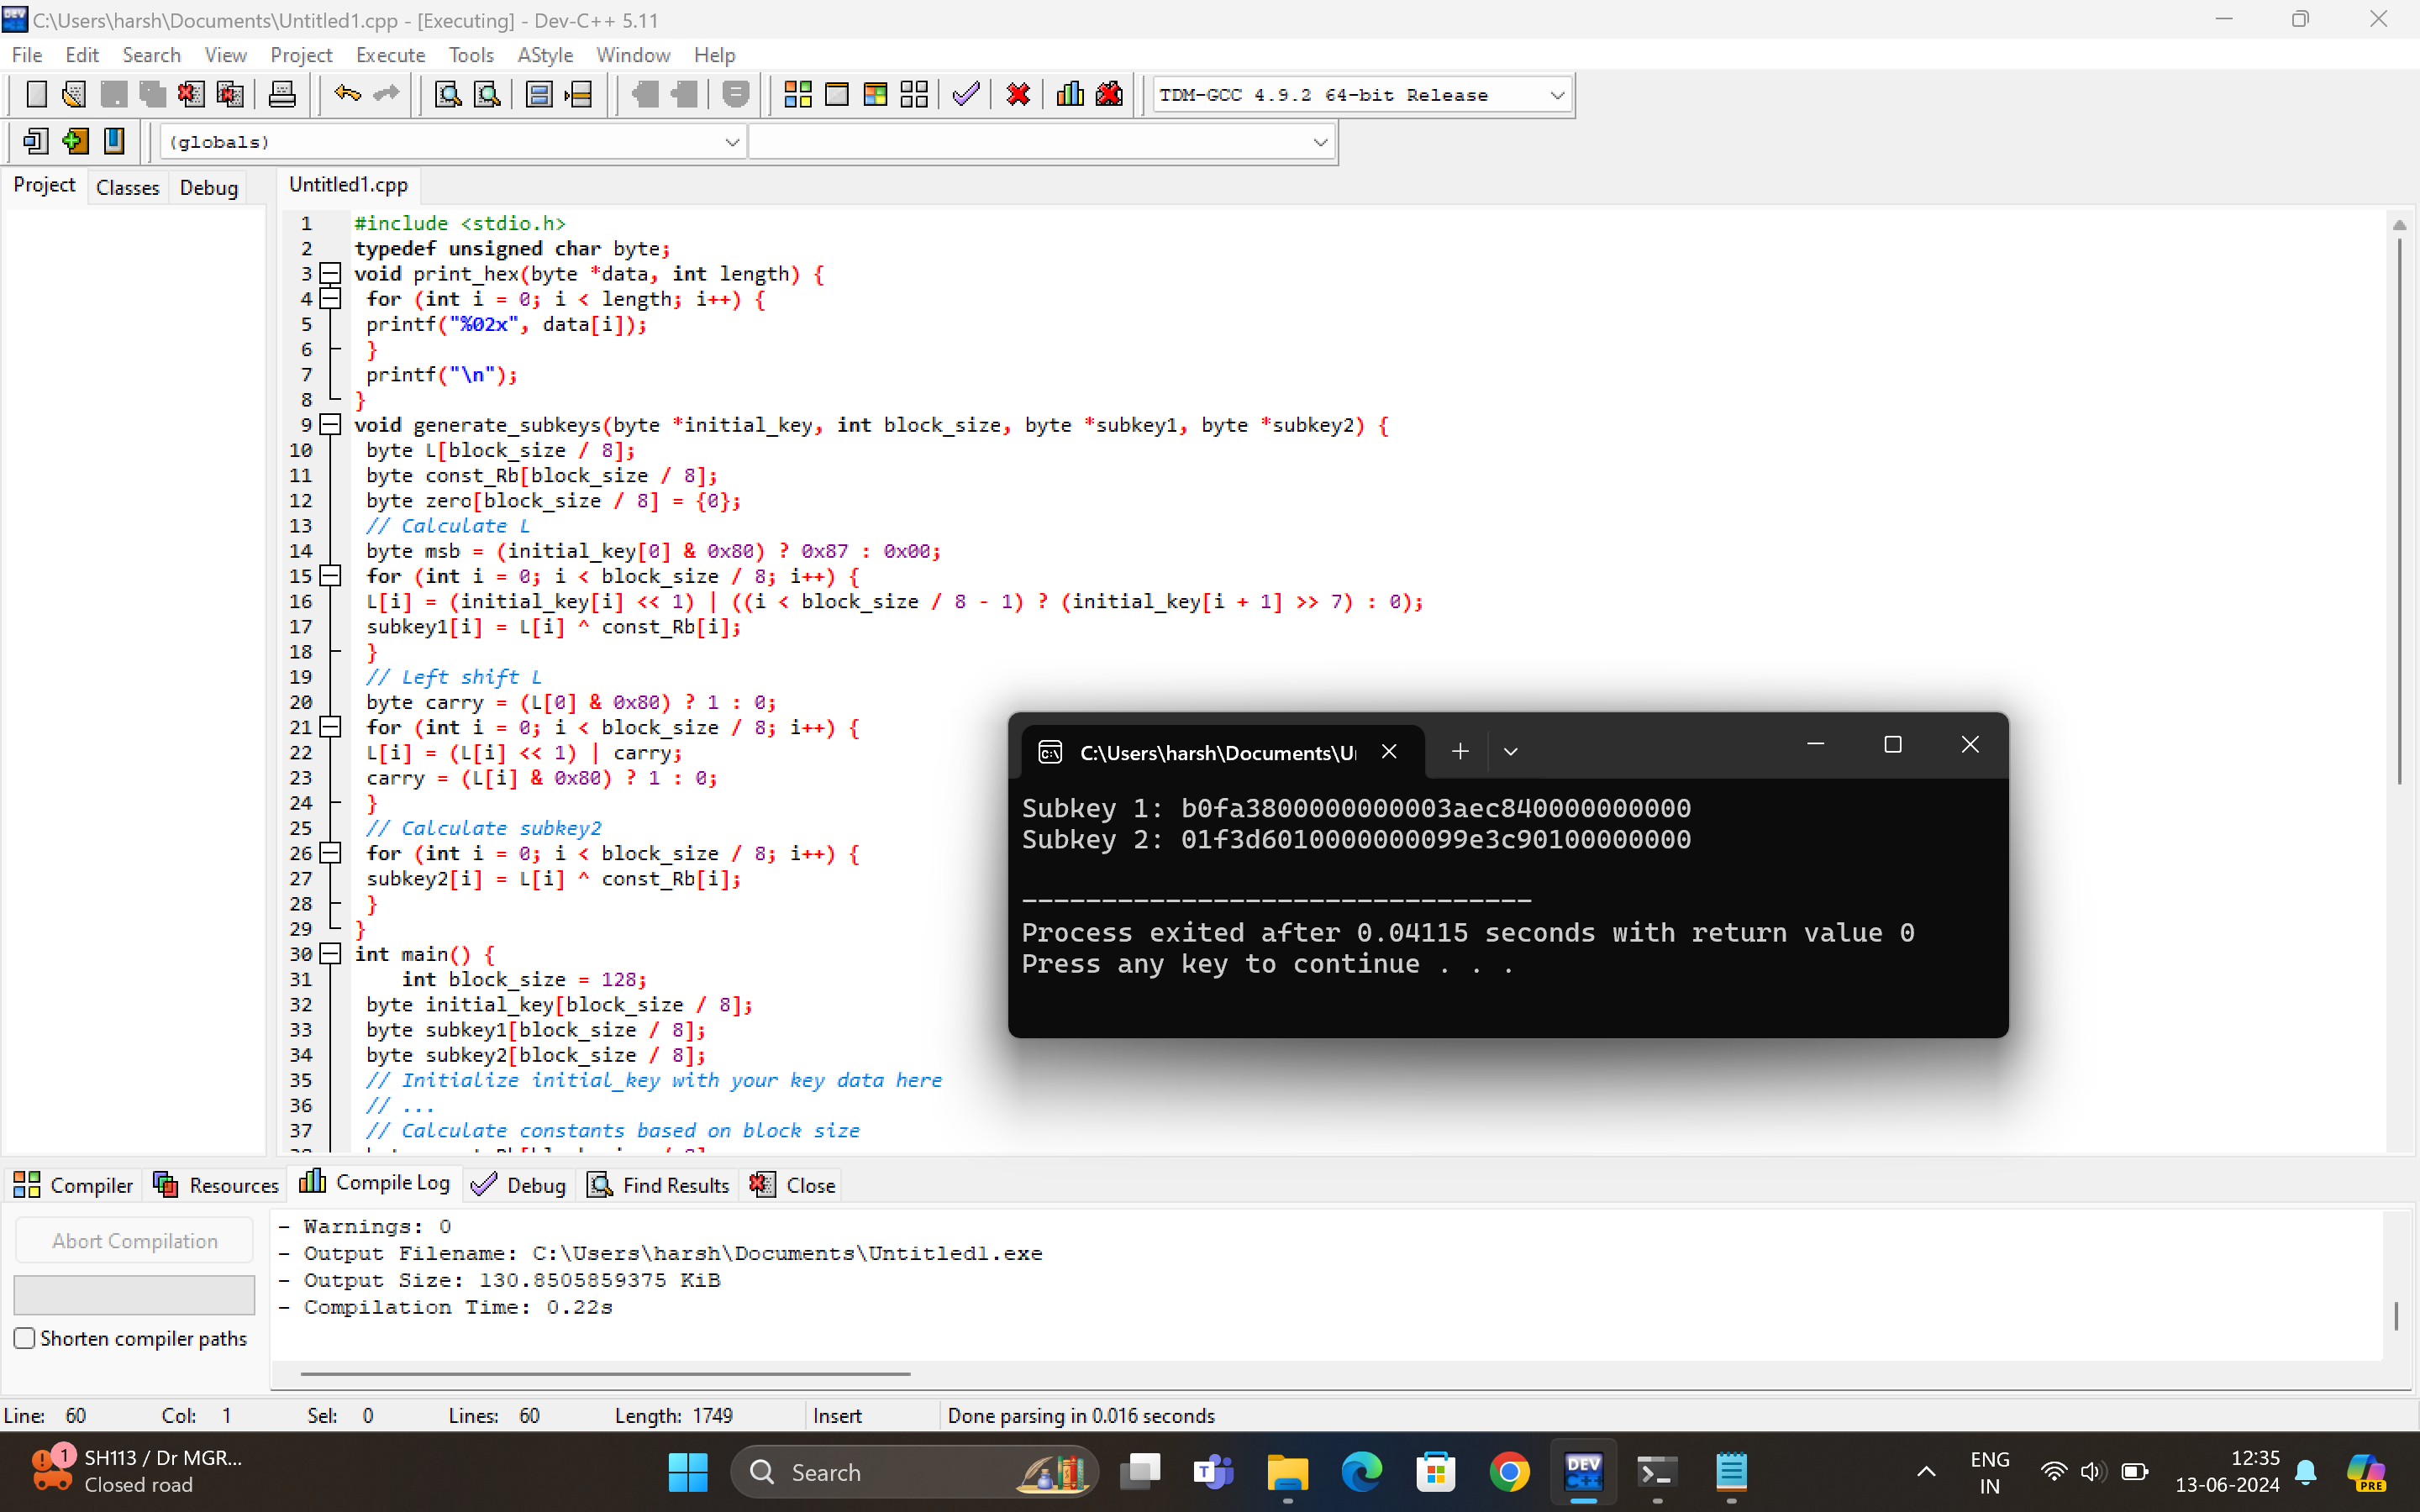 C:\Users\harsh\Documents\Untitled1.cpp - [Executing] - Dev-C++ 5.11
File Edit Search View Project Execute Tools AStyle Window Help
TDM-GCC 4.9.2 64-bit Release
(globals)
Project Classes Debug
Untitled1.cpp
1 #include <stdio.h>
2 typedef unsigned char byte;
3 void print_hex(byte *data, int length) {
4 for (int i = 0; i < length; i++) {
5 printf("%02x", data[i]);
6 }
7 printf("\n");
8 }
9 void generate_subkeys(byte *initial_key, int block_size, byte *subkey1, byte *subkey2) {
10 byte L[block_size / 8];
11 byte const_Rb[block_size / 8];
12 byte zero[block_size / 8] = {0};
13 // Calculate L
14 byte msb = (initial_key[0] & 0x80) ? 0x87 : 0x00;
15 for (int i = 0; i < block_size / 8; i++) {
16 L[i] = (initial_key[i] << 1) | ((i < block_size / 8 - 1) ? (initial_key[i + 1] >> 7) : 0);
17 subkey1[i] = L[i] ^ const_Rb[i];
18 }
19 // Left shift L
20 byte carry = (L[0] & 0x80) ? 1 : 0;
21 for (int i = 0; i < block_size / 8; i++) {
22 L[i] = (L[i] << 1) | carry;
23 carry = (L[i] & 0x80) ? 1 : 0;
24 }
25 // Calculate subkey2
26 for (int i = 0; i < block_size / 8; i++) {
27 subkey2[i] = L[i] ^ const_Rb[i];
28 }
29 }
30 int main() {
31 int block_size = 128;
32 byte initial_key[block_size / 8];
33 byte subkey1[block_size / 8];
34 byte subkey2[block_size / 8];
35 // Initialize initial_key with your key data here
36 // ...
37 // Calculate constants based on block size
C:\Users\harsh\Documents\U
Subkey 1: b0fa3800000000003aec840000000000
Subkey 2: 01f3d6010000000099e3c90100000000
--------------------------------
Process exited after 0.04115 seconds with return value 0
Press any key to continue . . .
Compiler Resources Compile Log Debug Find Results Close
Abort Compilation
Shorten compiler paths
- Warnings: 0
- Output Filename: C:\Users\harsh\Documents\Untitled1.exe
- Output Size: 130.8505859375 KiB
- Compilation Time: 0.22s
Line: 60 Col: 1 Sel: 0 Lines: 60 Length: 1749 Insert Done parsing in 0.016 seconds
1
SH113 / Dr MGR...
Closed road
Search
DEV C++
ENG
IN
12:35
13-06-2024
PRE